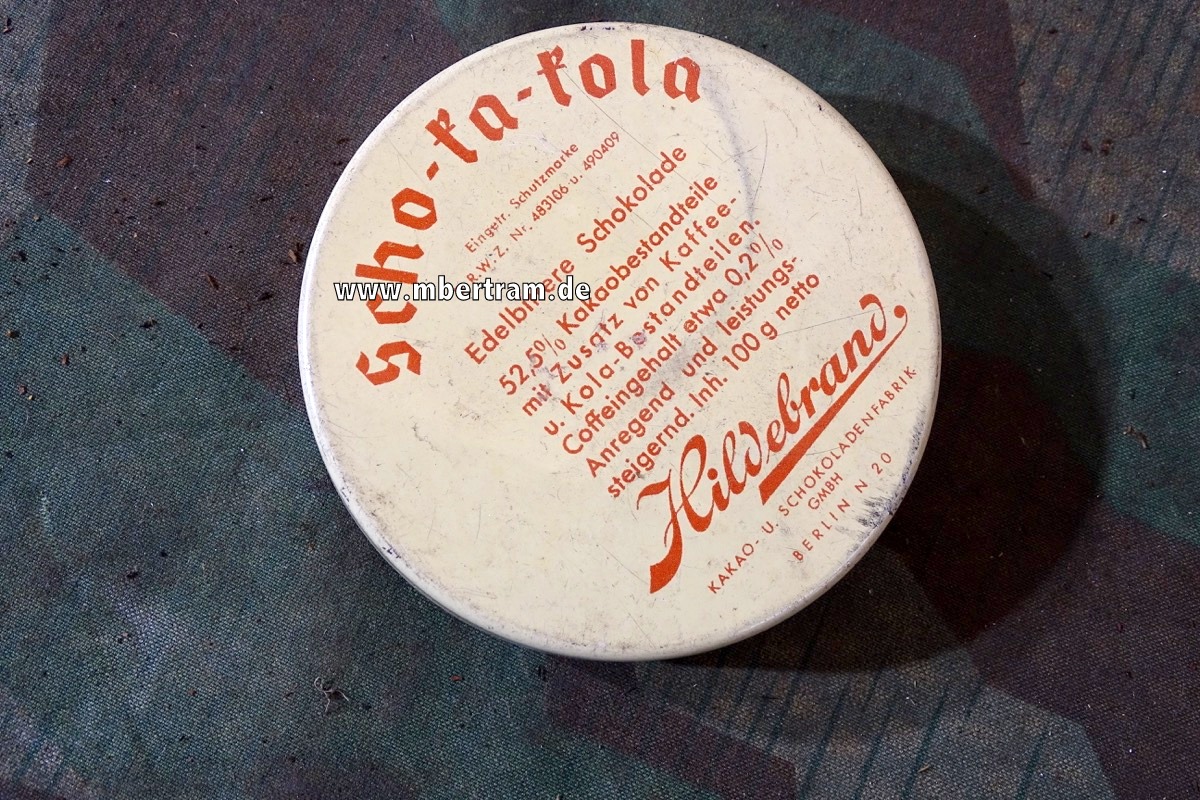 Scho-ka-kola
Eingetr. Schutzmarke
R.W.Z. Nr. 483106 u. 490409
Edelbittere Schokolade
52,5% Kakaobestandteile
mit Zusatz von Kaffee-
u. Kola-Bestandteilen.
Coffeingehalt etwa 0,2%
Anregend und leistungs-
steigernd. Inh. 100 g netto
Hildebrand
KAKAO- U. SCHOKOLADENFABRIK
GMBH
BERLIN N 20
www.mbertram.de